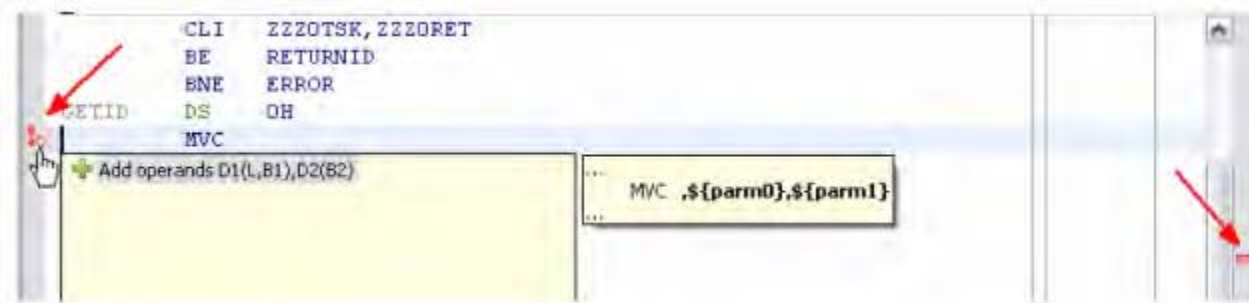 CLI ZZZOTSK,ZZZORET
BE RETURNID
BNE ERROR
GETID DS 0H
MVC
Add operands D1(L,B1),D2(B2)
...
MVC ,${parm0},${parm1}
...